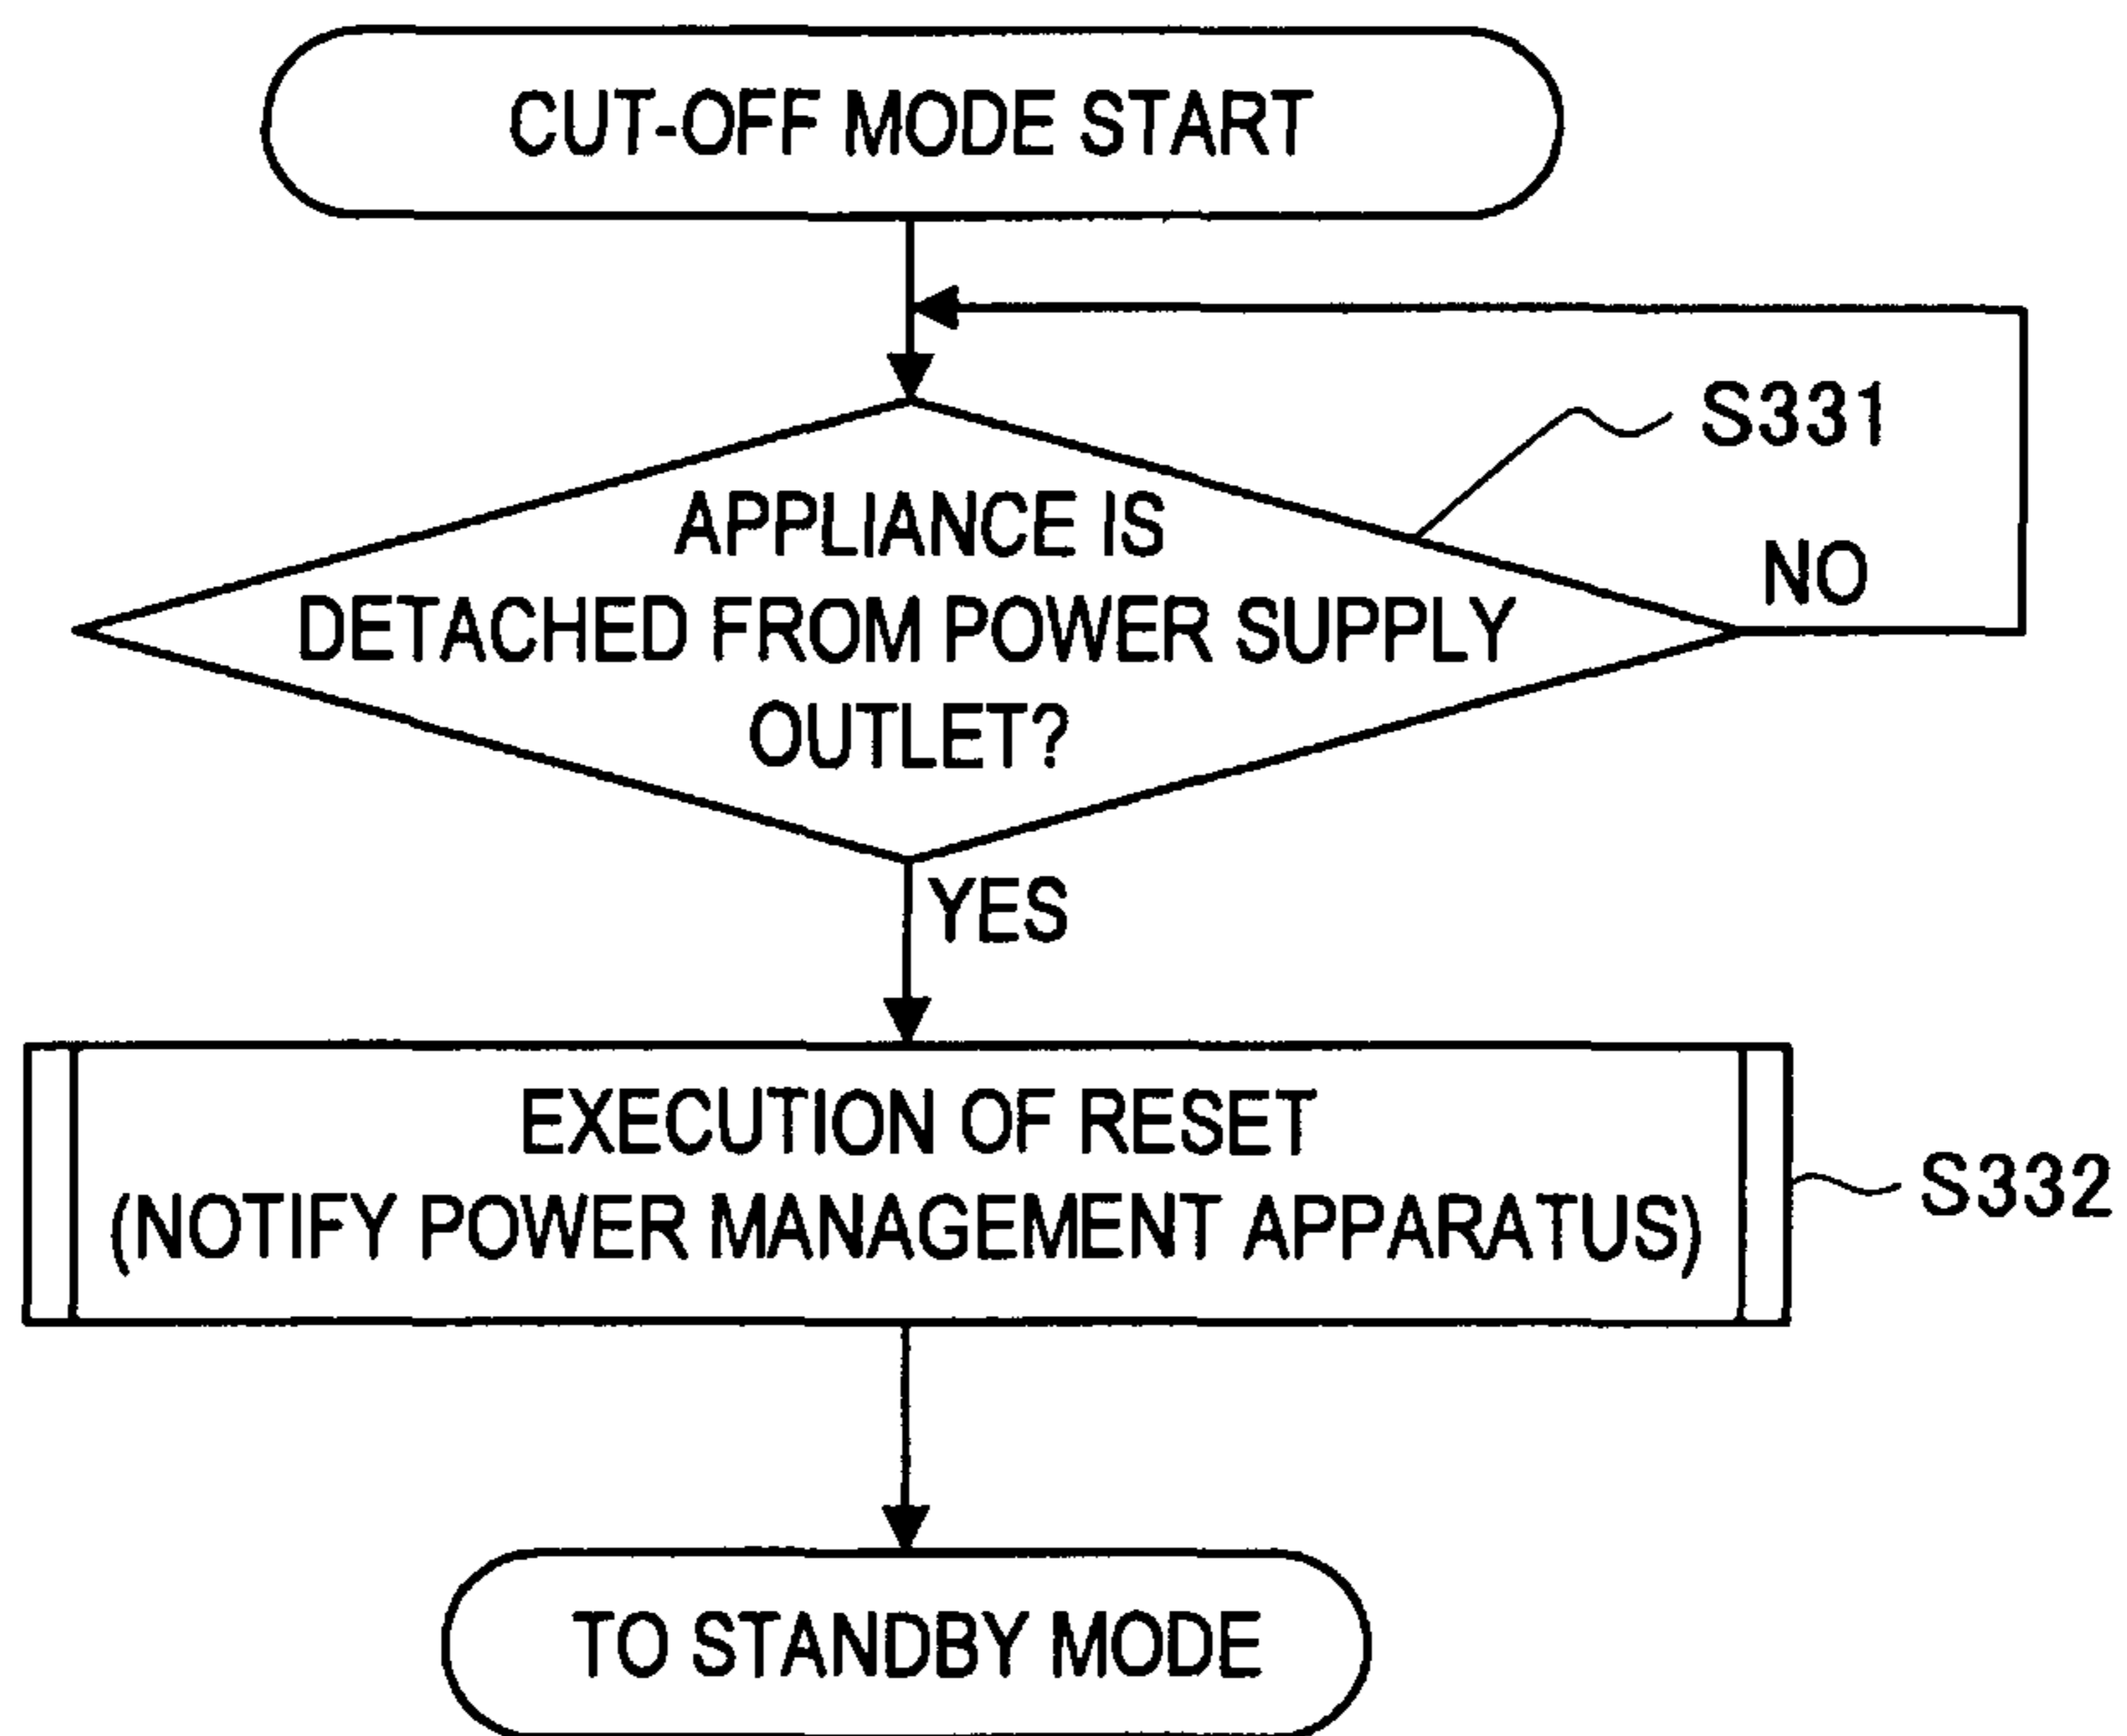 CUT-OFF MODE START
S331
APPLIANCE IS
DETACHED FROM POWER SUPPLY
OUTLET?
NO
YES
EXECUTION OF RESET
(NOTIFY POWER MANAGEMENT APPARATUS)
S332
TO STANDBY MODE